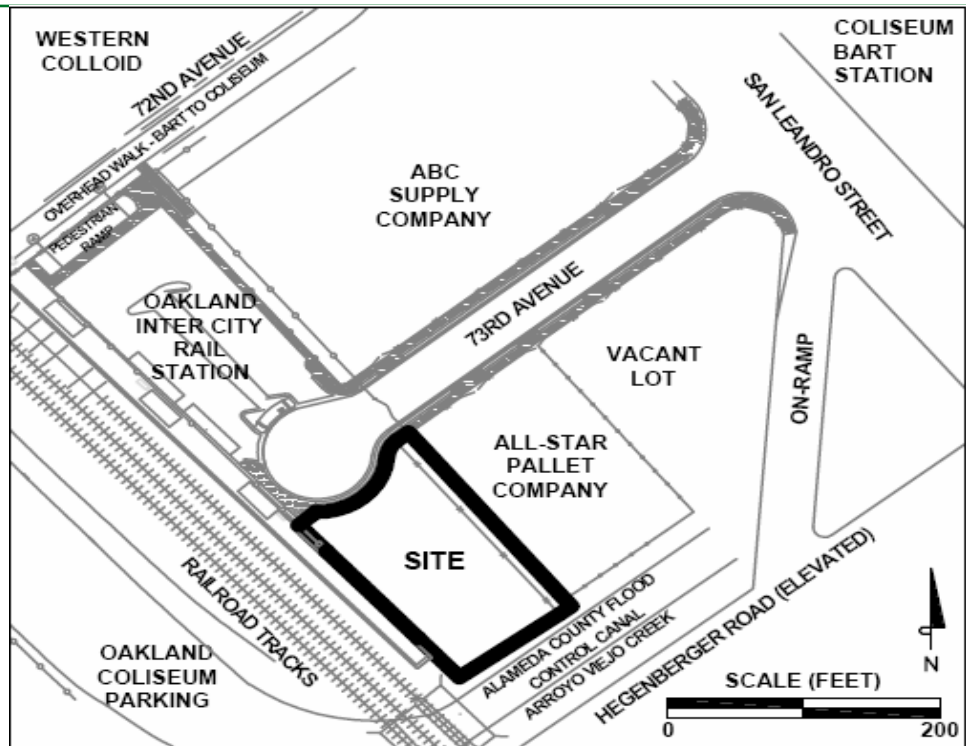 WESTERN
COLLOID
72ND AVENUE
OVERHEAD WALK - BART TO COLISEUM
COLISEUM
BART
STATION
SAN LEANDRO STREET
ABC
SUPPLY
COMPANY
PEDESTRIAN
RAMP
OAKLAND
INTER CITY
RAIL
STATION
73RD AVENUE
VACANT
LOT
ON-RAMP
ALL-STAR
PALLET
COMPANY
SITE
RAILROAD TRACKS
OAKLAND
COLISEUM
PARKING
ALAMEDA COUNTY FLOOD
CONTROL CANAL
ARROYO VIEJO CREEK
HEGENBERGER ROAD (ELEVATED)
N
SCALE (FEET)
0 200